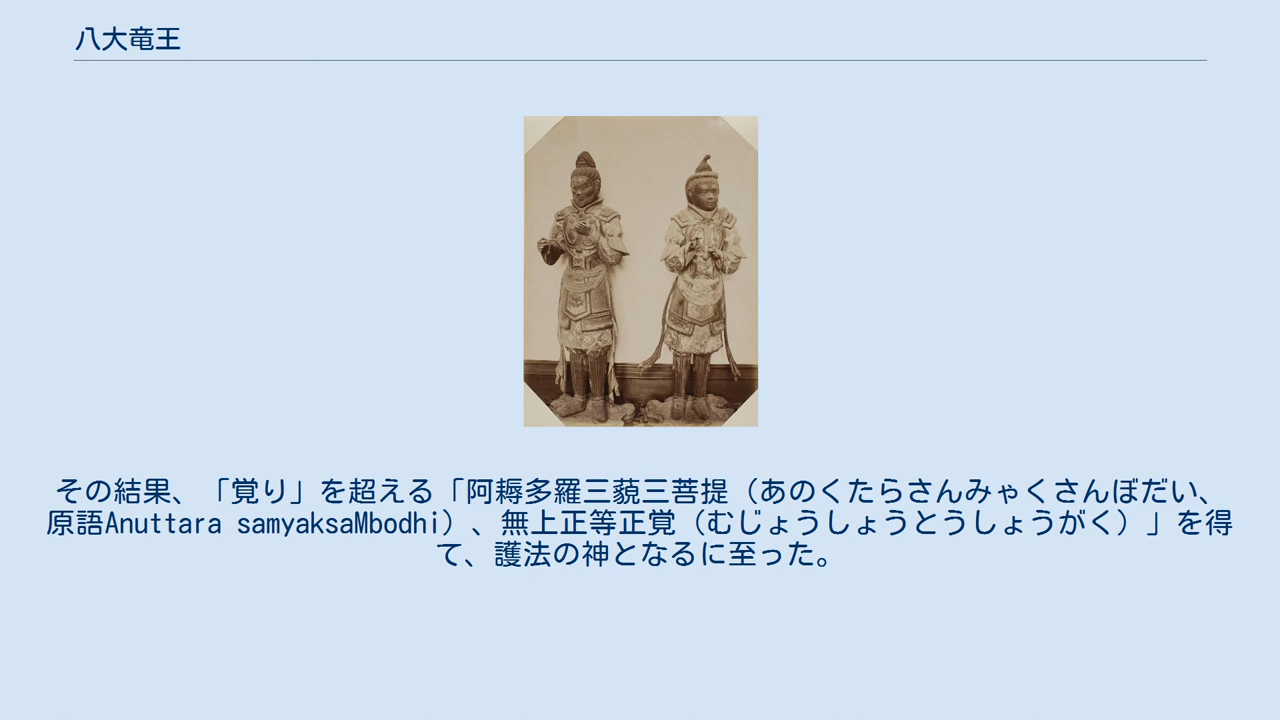 八大竜王
その結果、「覚り」を超える「阿耨多羅三藐三菩提（あのくたらさんみゃくさんぼだい、
原語Anuttara samyaksaMbodhi）、無上正等正覚（むじょうしょうとうしょうがく）」を得
て、護法の神となるに至った。